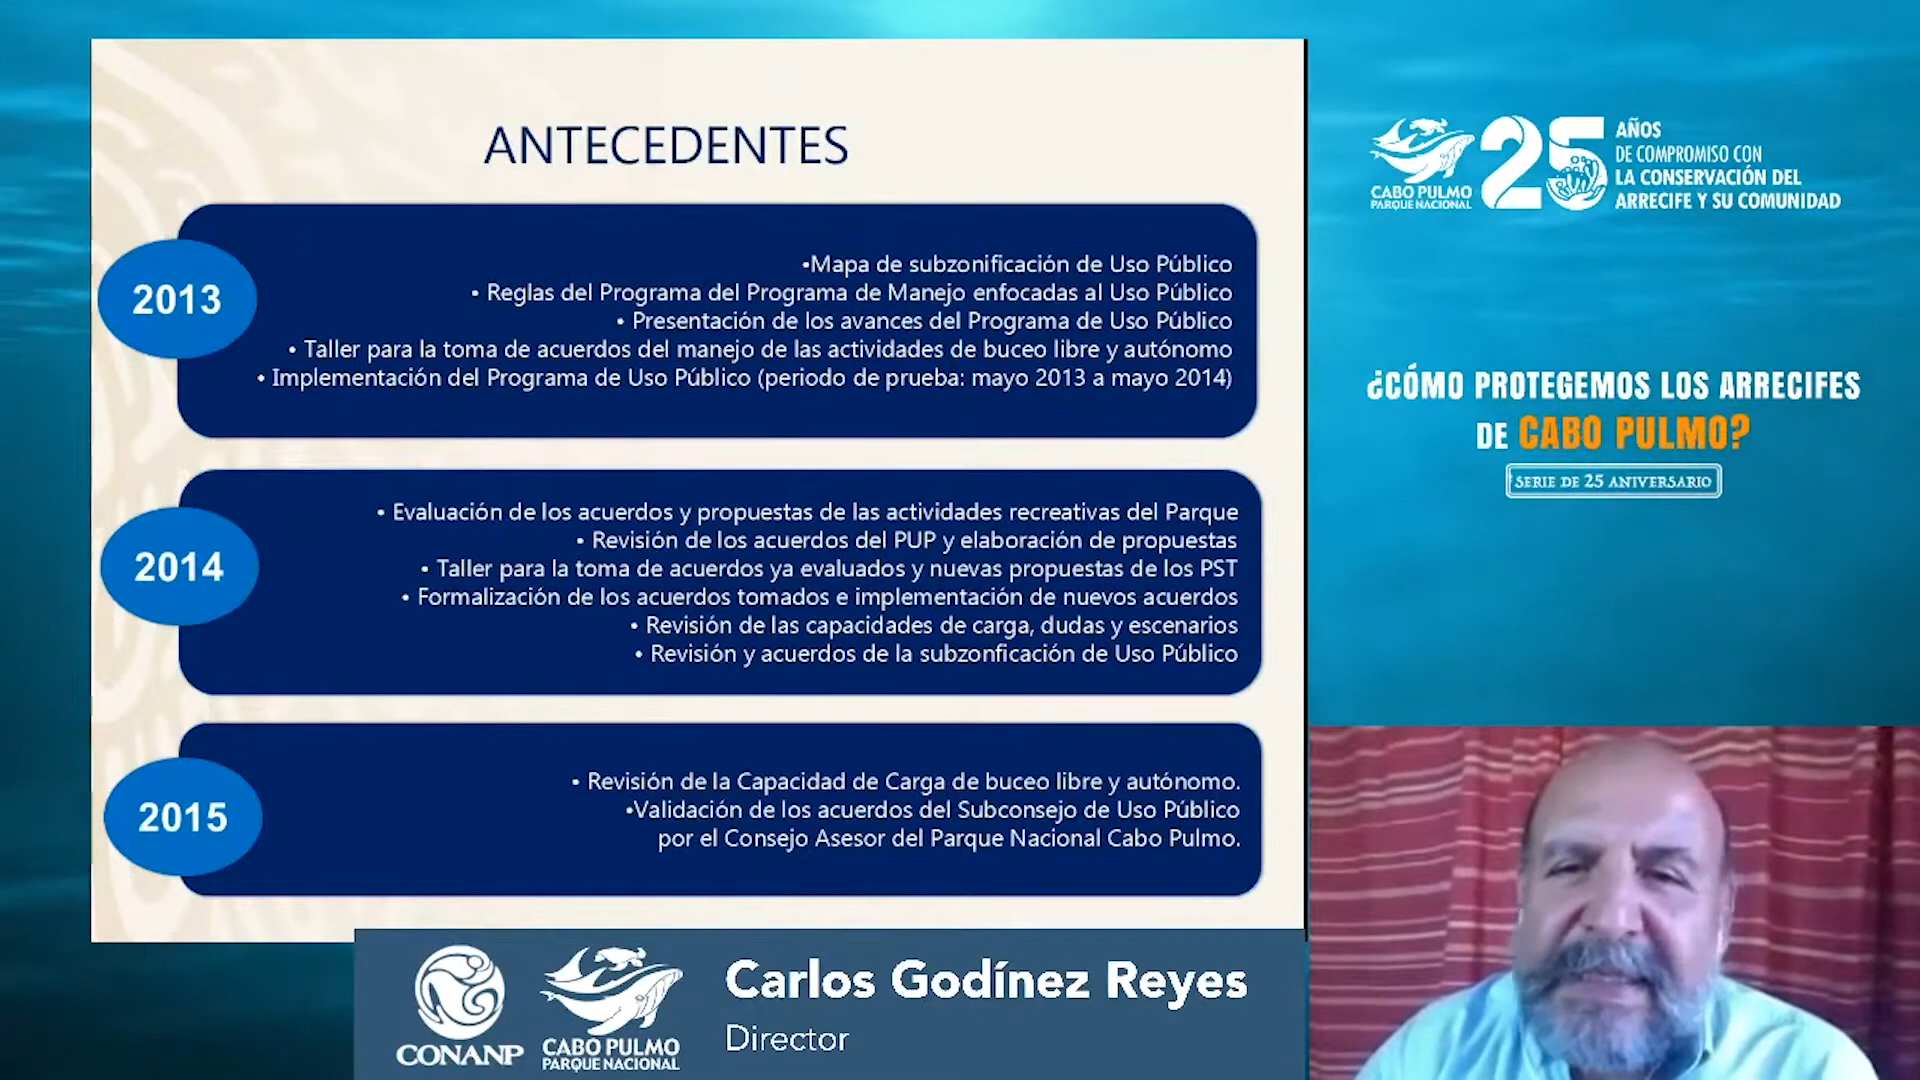 ANTECEDENTES
2013
•Mapa de subzonificación de Uso Público
• Reglas del Programa del Programa de Manejo enfocadas al Uso Público
• Presentación de los avances del Programa de Uso Público
• Taller para la toma de acuerdos del manejo de las actividades de buceo libre y autónomo
• Implementación del Programa de Uso Público (periodo de prueba: mayo 2013 a mayo 2014)
2014
• Evaluación de los acuerdos y propuestas de las actividades recreativas del Parque
• Revisión de los acuerdos del PUP y elaboración de propuestas
• Taller para la toma de acuerdos ya evaluados y nuevas propuestas de los PST
• Formalización de los acuerdos tomados e implementación de nuevos acuerdos
• Revisión de las capacidades de carga, dudas y escenarios
• Revisión y acuerdos de la subzonficación de Uso Público
2015
• Revisión de la Capacidad de Carga de buceo libre y autónomo.
•Validación de los acuerdos del Subconsejo de Uso Público
por el Consejo Asesor del Parque Nacional Cabo Pulmo.
CONANP
CABO PULMO
PARQUE NACIONAL
Carlos Godínez Reyes
Director
CABO PULMO
PARQUE NACIONAL
25
AÑOS
DE COMPROMISO CON
LA CONSERVACIÓN DEL
ARRECIFE Y SU COMUNIDAD
¿CÓMO PROTEGEMOS LOS ARRECIFES
DE CABO PULMO?
SERIE DE 25 ANIVERSARIO